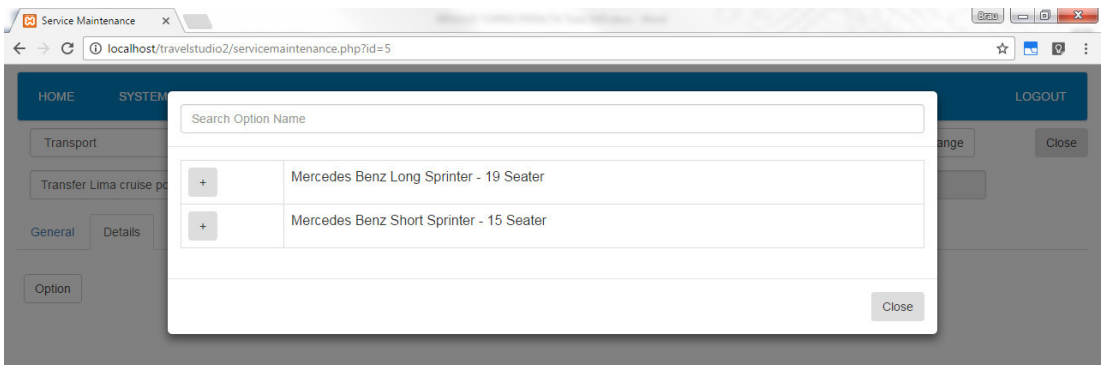 Service Maintenance
Brau
localhost/travelstudio2/servicemaintenance.php?id=5
HOME SYSTEM LOGOUT
Search Option Name
Transport ange Close
+ Mercedes Benz Long Sprinter - 19 Seater
Transfer Lima cruise po
+ Mercedes Benz Short Sprinter - 15 Seater
General Details
Option
Close